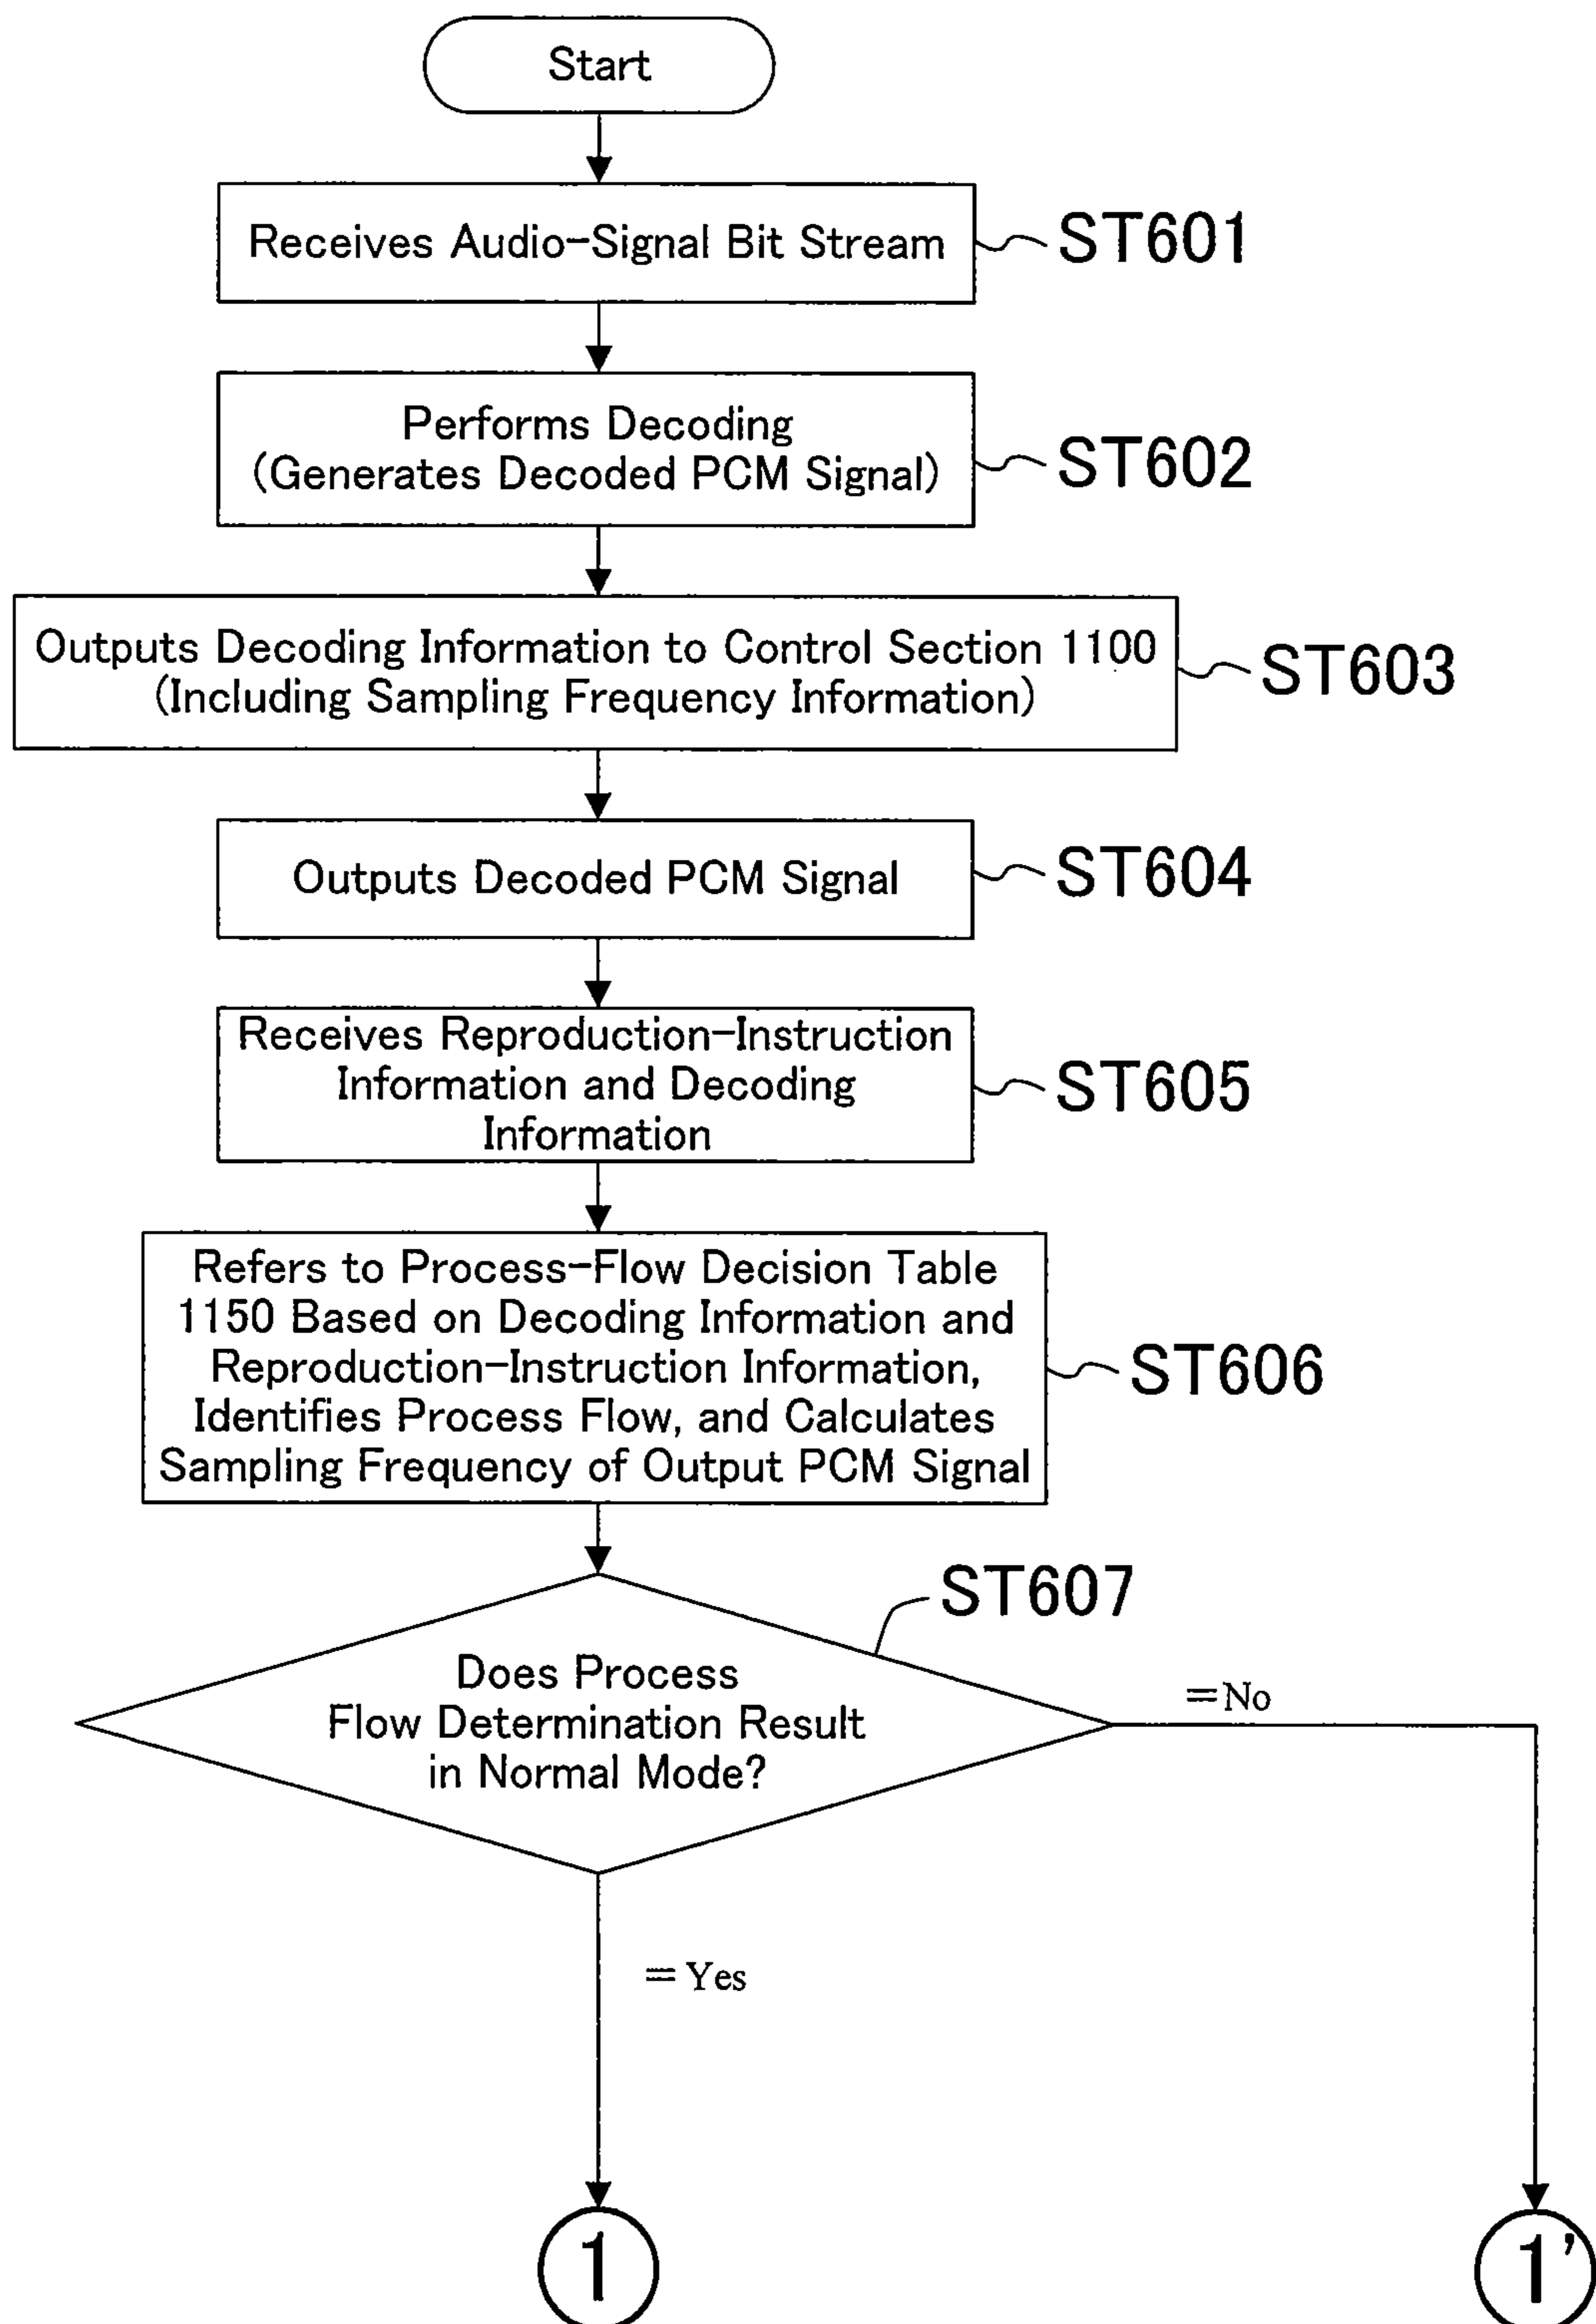 Start
Receives Audio-Signal Bit Stream
ST601
Performs Decoding
(Generates Decoded PCM Signal)
ST602
Outputs Decoding Information to Control Section 1100
(Including Sampling Frequency Information)
ST603
Outputs Decoded PCM Signal
ST604
Receives Reproduction-Instruction
Information and Decoding
Information
ST605
Refers to Process-Flow Decision Table
1150 Based on Decoding Information and
Reproduction-Instruction Information,
Identifies Process Flow, and Calculates
Sampling Frequency of Output PCM Signal
ST606
ST607
Does Process
Flow Determination Result
in Normal Mode?
=No
=Yes
1
1'